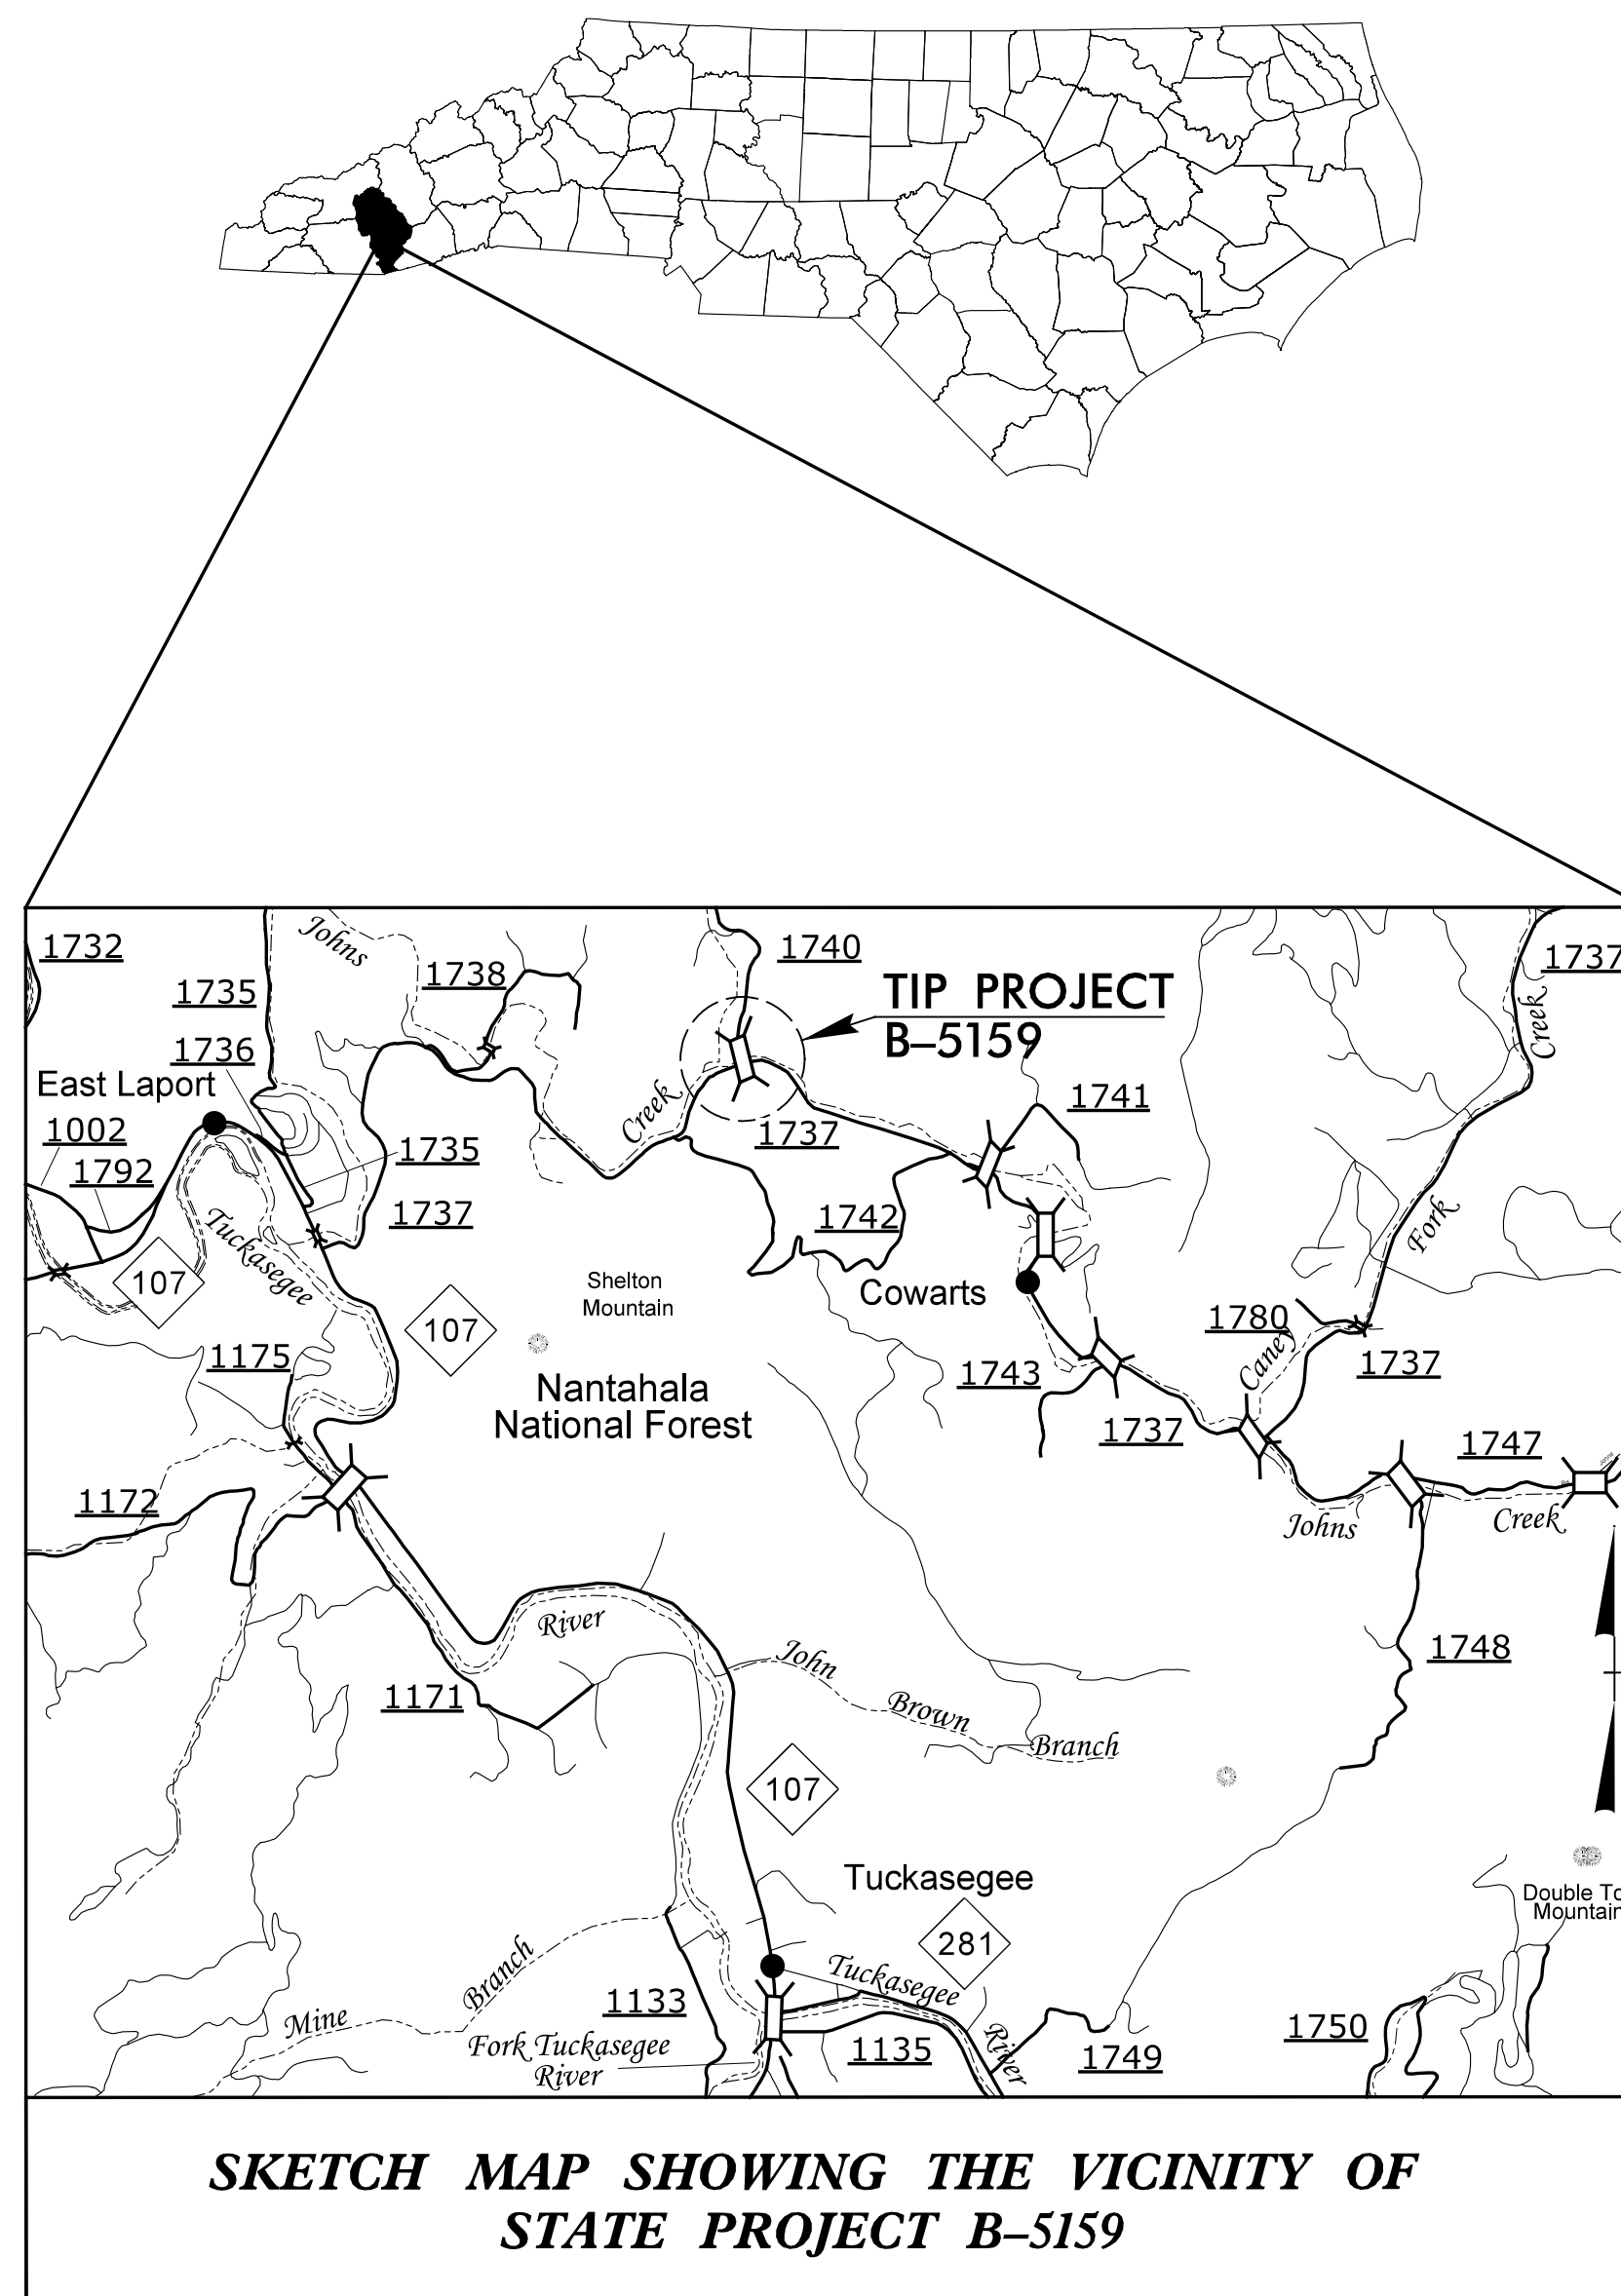 1732
Johns
1740
1737
1738
1735
TIP PROJECT
B–5159
Creek
1736
East Laport
Creek
1741
1002
1737
1735
1792
1737
1742
Fork
Tuckasegee
107
Shelton
Mountain
Cowarts
107
1780
Caney
1175
1743
1737
Nantahala
National Forest
1737
1747
1172
Johns
Creek
River
John
1748
1171
Brown
Branch
107
Tuckasegee
Double To
Mountain
281
Branch
Tuckasegee
1133
Mine
1750
Fork Tuckasegee
River
1135
River
1749
SKETCH MAP SHOWING THE VICINITY OF
STATE PROJECT B–5159